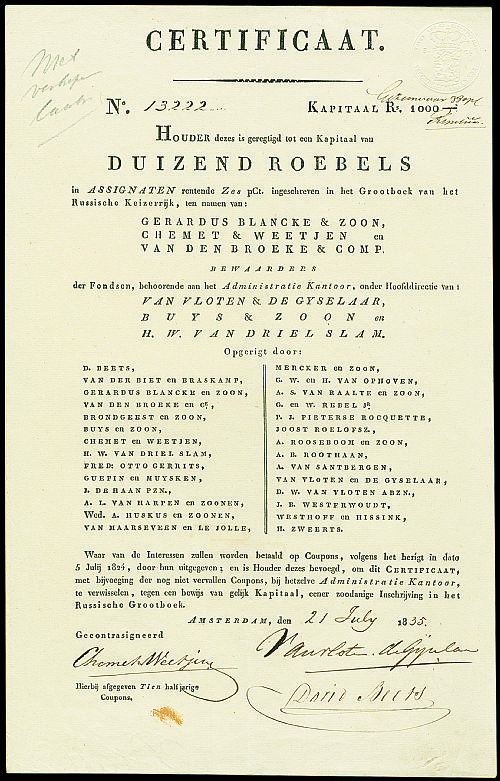 CERTIFICAAT.
Met
No. 13222
KAPITAAL Rs. 1000
HOUDER dezes is geregtigd tot een Kapitaal van
DUIZEND ROEBELS
in ASSIGNATEN rentende Zes pCt. ingeschreven in het Grootboek van het
Russische Keizerrijk, ten namen van:
GERARDUS BLANCKE & ZOON,
CHEMET & WEETJEN en
VAN DEN BROEKE & COMP.
BEWAARDERS
der Fondsen, behoorende aan het Administratie Kantoor, onder Hoofddirectie van:
VAN VLOTEN & DE GYSELAAR,
BUYS & ZOON en
H. W. VAN DRIEL SLAM.
Opgerigt door:
D. BEETS,
VAN DER BIET en BRASKAMP,
GERARDUS BLANCKE en ZOON,
VAN DEN BROEKE en Ce.,
BRONDGEEST en ZOON,
BUYS en ZOON,
CHEMET en WEETJEN,
H. W. VAN DRIEL SLAM,
FRED: OTTO GERRITS,
GUEPIN en MUYSKEN,
J. DE HAAN PZN.,
A. L. VAN HARPEN en ZOONEN,
Wed. A. HUSKUS en ZOONEN,
VAN MAARSEVEEN en LE JOLLE,
MERCKER en ZOON,
G. W. en H. VAN OPHOVEN,
A. S. VAN RAALTE en ZOON,
G. en W. REBEL JR.
P. J. PIETERSE ROCQUETTE,
JOOST ROELOFSZ.,
A. ROOSEBOOM en ZOON,
A. B. ROOTHAAN,
A. VAN SANTBERGEN,
VAN VLOTEN en DE GYSELAAR,
D. W. VAN VLOTEN ABZN.,
J. B. WESTERWOUDT,
WESTHOFF en HISSINK,
H. ZWEERTS.
Waar van de Interessen zullen worden betaald op Coupons, volgens het berigt in dato
5 Julij 1824, door hun uitgegeven; en is Houder dezes bevoegd, om dit CERTIFICAAT,
met bijvoeging der nog niet vervallen Coupons, bij hetzelve Administratie Kantoor,
te verwisselen, tegen een bewijs van gelijk Kapitaal, eener zoodanige Inschrijving in het
Russische Grootboek.
AMSTERDAM, den 21 July 1835.
Gecontrasigneerd
Chemet & Weetjen
Van Vloten & de Gijselaar
Hierbij afgegeven Tien halfjarige
Coupons.
David Beets